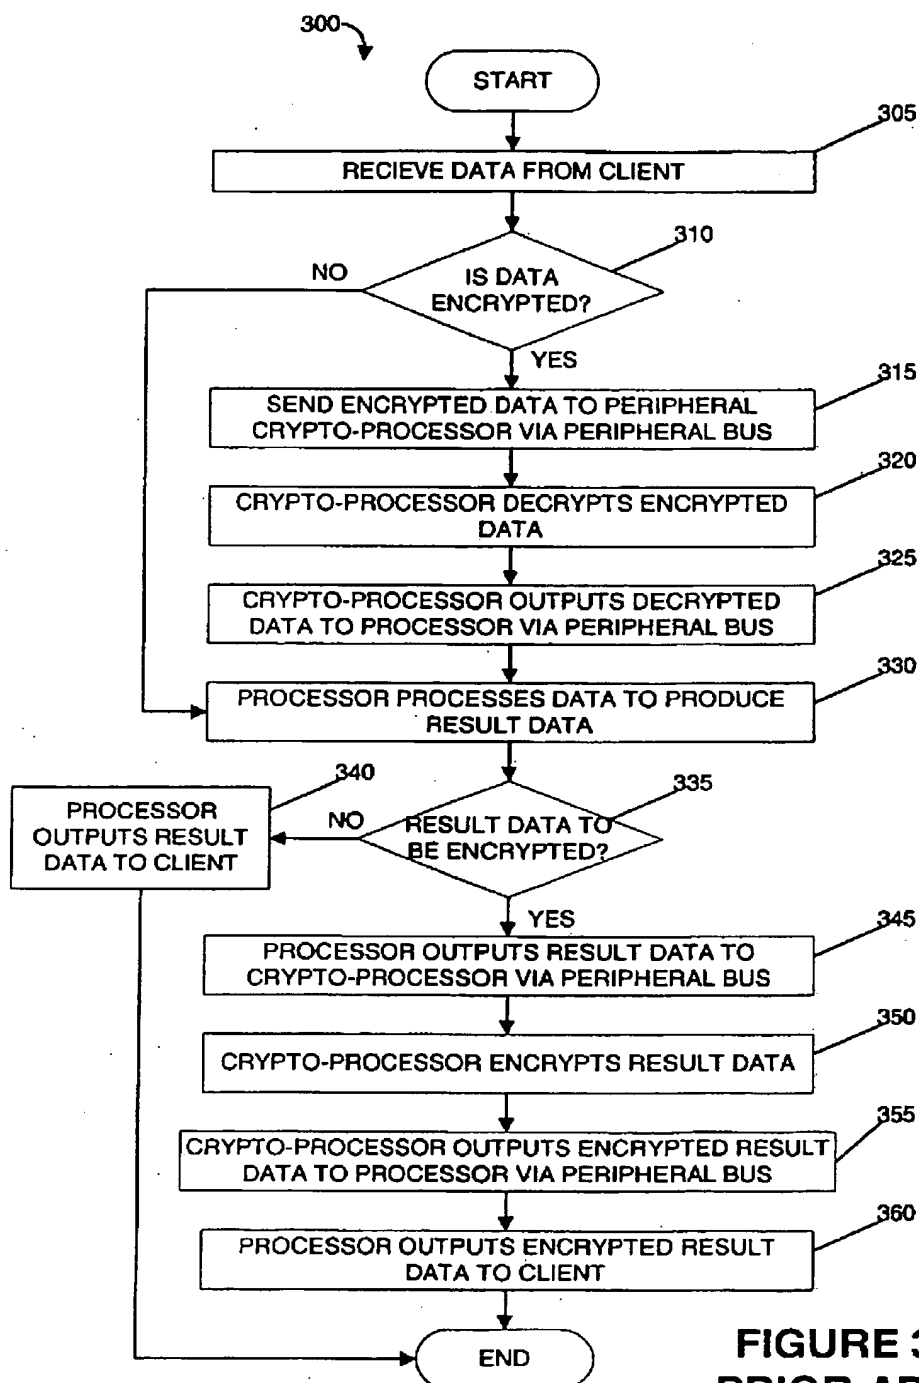 300
START
305
RECIEVE DATA FROM CLIENT
310
IS DATA
ENCRYPTED?
NO
YES
315
SEND ENCRYPTED DATA TO PERIPHERAL
CRYPTO-PROCESSOR VIA PERIPHERAL BUS
320
CRYPTO-PROCESSOR DECRYPTS ENCRYPTED
DATA
325
CRYPTO-PROCESSOR OUTPUTS DECRYPTED
DATA TO PROCESSOR VIA PERIPHERAL BUS
330
PROCESSOR PROCESSES DATA TO PRODUCE
RESULT DATA
335
RESULT DATA TO
BE ENCRYPTED?
NO
340
PROCESSOR
OUTPUTS RESULT
DATA TO CLIENT
YES
345
PROCESSOR OUTPUTS RESULT DATA TO
CRYPTO-PROCESSOR VIA PERIPHERAL BUS
350
CRYPTO-PROCESSOR ENCRYPTS RESULT DATA
355
CRYPTO-PROCESSOR OUTPUTS ENCRYPTED RESULT
DATA TO PROCESSOR VIA PERIPHERAL BUS
360
PROCESSOR OUTPUTS ENCRYPTED RESULT
DATA TO CLIENT
END
FIGURE 3
PRIOR